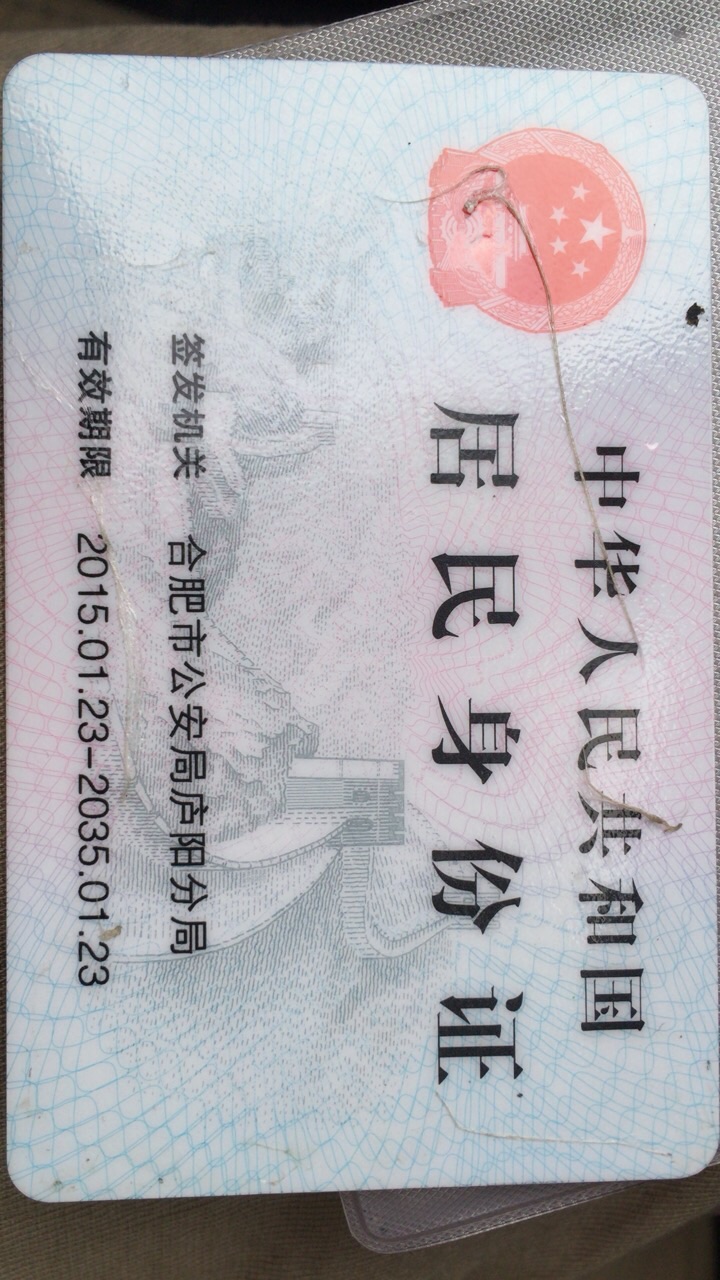 中华人民共和国
居民身份证
签发机关 合肥市公安局庐阳分局
有效期限 2015.01.23-2035.01.23